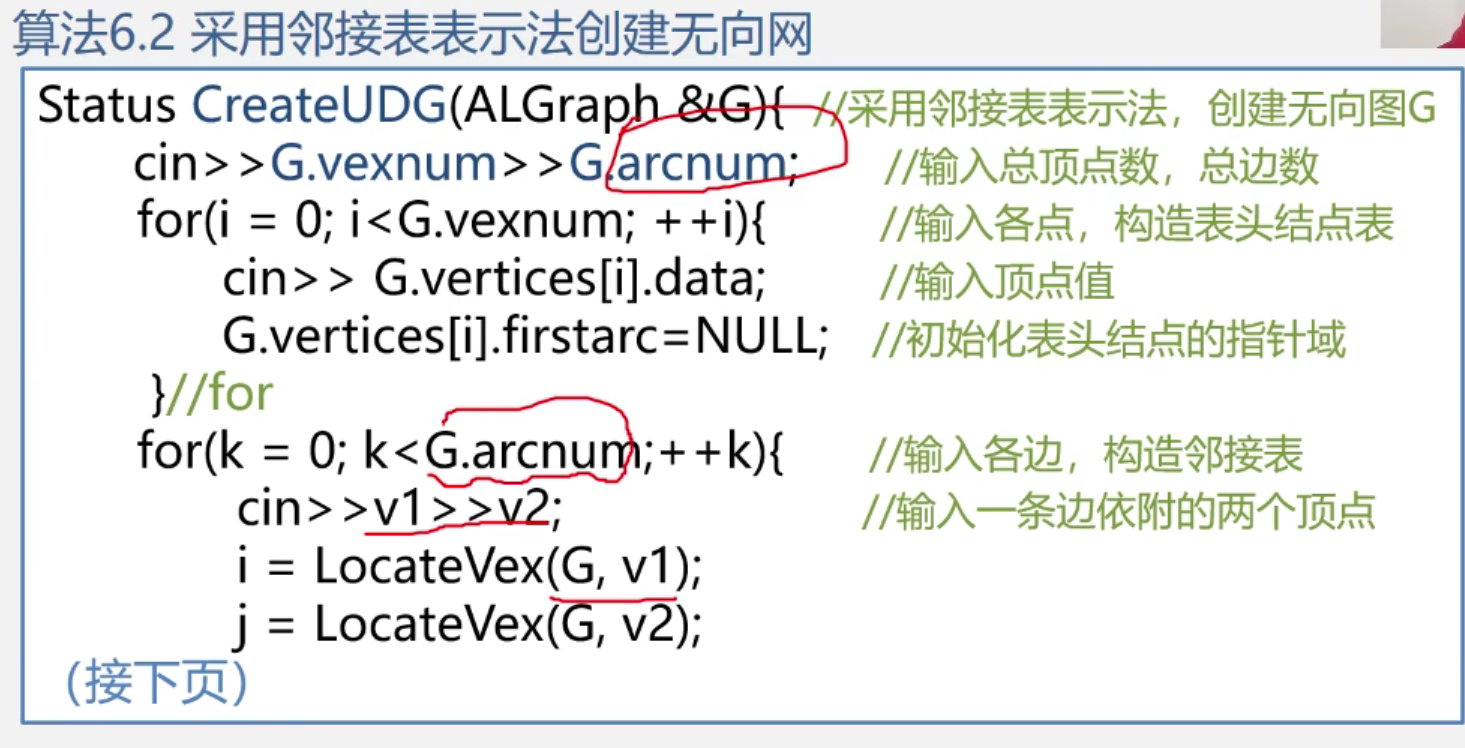 算法6.2 采用邻接表表示法创建无向网
Status CreateUDG(ALGraph &G){ //采用邻接表表示法，创建无向图G
cin>>G.vexnum>>G.arcnum; //输入总顶点数，总边数
for(i = 0; i<G.vexnum; ++i){ //输入各点，构造表头结点表
cin>> G.vertices[i].data; //输入顶点值
G.vertices[i].firstarc=NULL; //初始化表头结点的指针域
}//for
for(k = 0; k<G.arcnum;++k){ //输入各边，构造邻接表
cin>>v1>>v2; //输入一条边依附的两个顶点
i = LocateVex(G, v1);
j = LocateVex(G, v2);
（接下页）